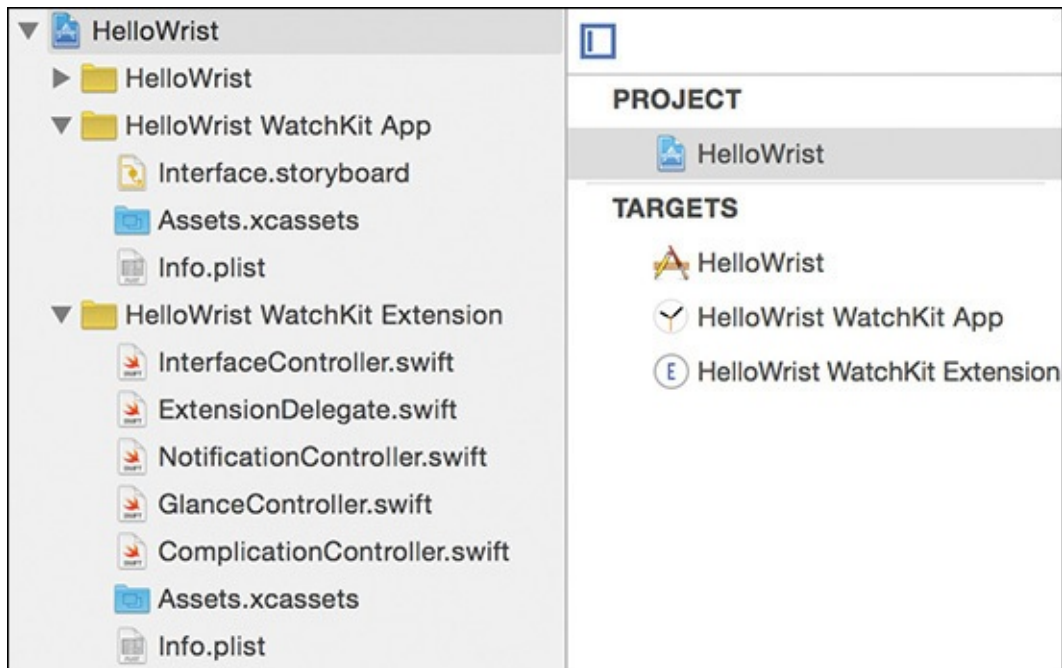 HelloWrist
HelloWrist
HelloWrist WatchKit App
Interface.storyboard
Assets.xcassets
Info.plist
HelloWrist WatchKit Extension
InterfaceController.swift
ExtensionDelegate.swift
NotificationController.swift
GlanceController.swift
ComplicationController.swift
Assets.xcassets
Info.plist
PROJECT
HelloWrist
TARGETS
HelloWrist
HelloWrist WatchKit App
E HelloWrist WatchKit Extension